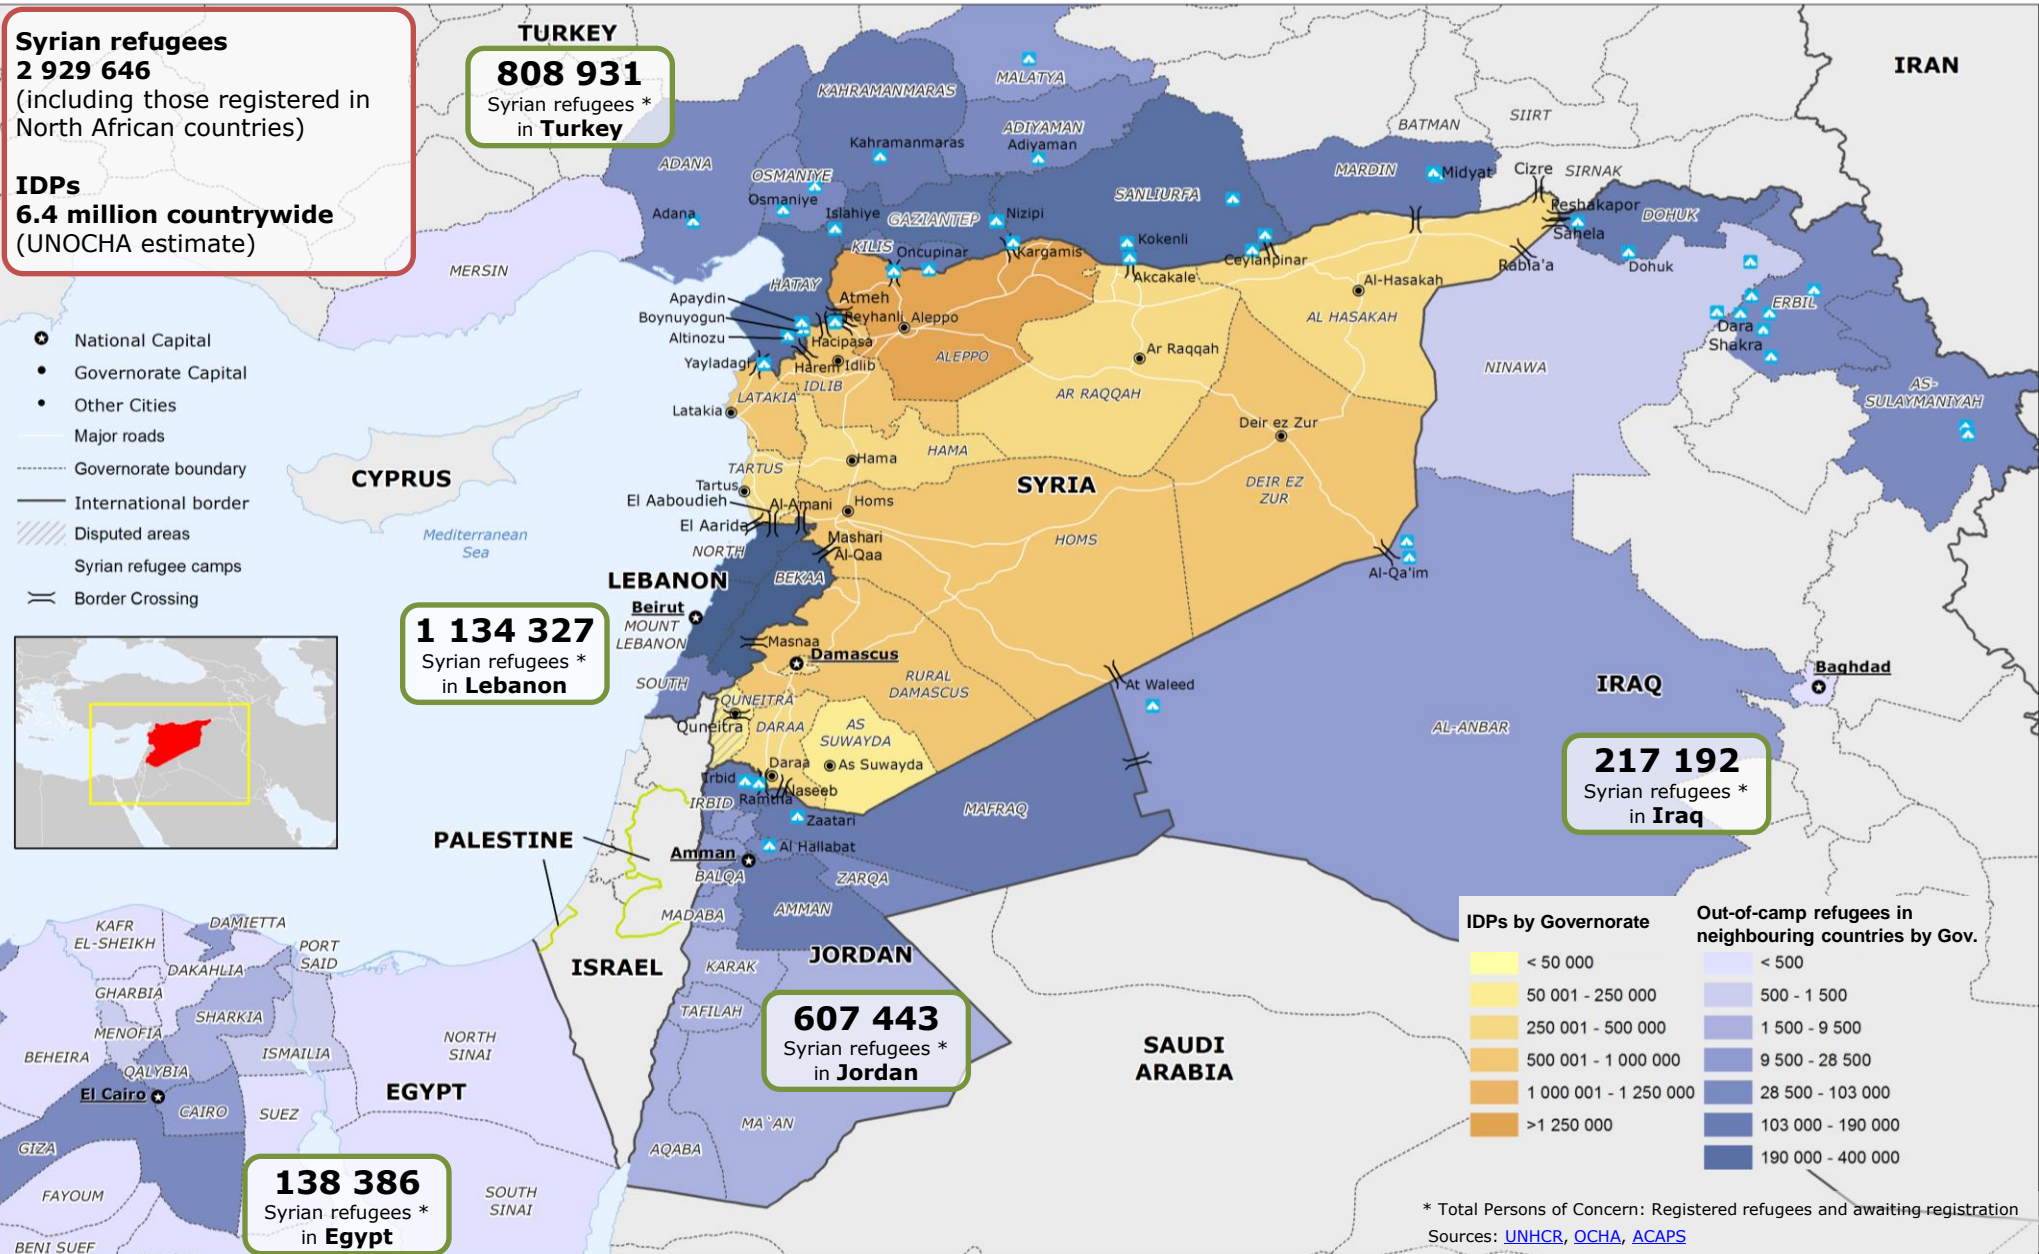 Syrian refugees
2 929 646
(including those registered in
North African countries)
IDPs
6.4 million countrywide
(UNOCHA estimate)
TURKEY
808 931
Syrian refugees *
in Turkey
IRAN
MALATYA
KAHRAMANMARAS
Kahramanmaras
ADIYAMAN
Adiyaman
BATMAN
SIIRT
ADANA
Adana
OSMANIYE
Osmaniye
MARDIN
Midyat
Cizre
SIRNAK
SANLIURFA
Islahiye
GAZIANTEP
Nizipi
Peshakapor
DOHUK
Sahela
KILIS
Oncupinar
Kargamis
Kokenli
Akcakale
Ceylanpinar
Rabia'a
Dohuk
MERSIN
HATAY
Atmeh
Apaydin
Boynuyogun
Altinozu
Yayladagi
Reyhanli
Aleppo
Hacipasa
Harem
Idlib
IDLIB
ALEPPO
Al-Hasakah
AL HASAKAH
Ar Raqqah
AR RAQQAH
ERBIL
Dara
Shakra
NINAWA
AS-
SULAYMANIYAH
National Capital
Governorate Capital
Other Cities
Major roads
Governorate boundary
International border
Disputed areas
Syrian refugee camps
Border Crossing
LATAKIA
Latakia
CYPRUS
Mediterranean
Sea
TARTUS
Tartus
Hama
HAMA
SYRIA
Deir ez Zur
DEIR EZ
ZUR
El Aaboudieh
El Aarida
Al-Amani
Homs
HOMS
Mashari
Al-Qaa
NORTH
LEBANON
BEKAA
Beirut
MOUNT
LEBANON
Al-Qa'im
1 134 327
Syrian refugees *
in Lebanon
Masnaa
Damascus
SOUTH
RURAL
DAMASCUS
At Waleed
IRAQ
Baghdad
AL-ANBAR
QUNEITRA
Quneitra
DARAA
AS
SUWAYDA
Daraa
As Suwayda
217 192
Syrian refugees *
in Iraq
Irbid
IRBID
Ramtha
Naseeb
Zaatari
MAFRAQ
PALESTINE
Amman
Al Hallabat
BALQA
ZARQA
MADABA
AMMAN
ISRAEL
JORDAN
KARAK
TAFILAH
607 443
Syrian refugees *
in Jordan
MA`AN
AQABA
SAUDI
ARABIA
KAFR
EL-SHEIKH
DAMIETTA
PORT
SAID
DAKAHLIA
GHARBIA
SHARKIA
MENOFIA
BEHEIRA
ISMAILIA
NORTH
SINAI
QALYBIA
El Cairo
CAIRO
SUEZ
EGYPT
GIZA
FAYOUM
SOUTH
SINAI
BENI SUEF
138 386
Syrian refugees *
in Egypt
IDPs by Governorate
< 50 000
50 001 - 250 000
250 001 - 500 000
500 001 - 1 000 000
1 000 001 - 1 250 000
>1 250 000
Out-of-camp refugees in
neighbouring countries by Gov.
< 500
500 - 1 500
1 500 - 9 500
9 500 - 28 500
28 500 - 103 000
103 000 - 190 000
190 000 - 400 000
* Total Persons of Concern: Registered refugees and awaiting registration
Sources: UNHCR, OCHA, ACAPS